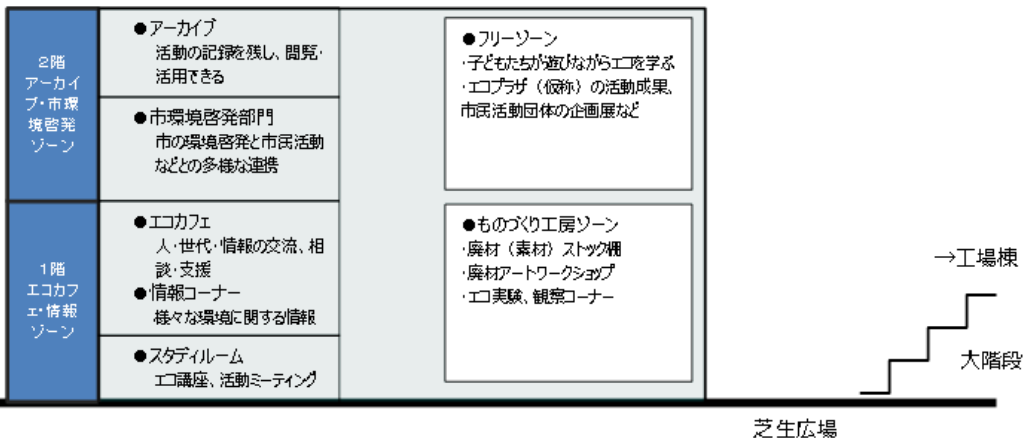 2階
アーカイ
ブ・市環
境啓発
ゾーン
●アーカイブ
活動の記録を残し、閲覧・
活用できる
●市環境啓発部門
市の環境啓発と市民活動
などとの多様な連携
●フリーゾーン
・子どもたちが遊びながらエコを学ぶ
・エコプラザ（仮称）の活動成果、
市民活動団体の企画展など
1階
エコカフ
ェ・情報
ゾーン
●エコカフェ
人・世代・情報の交流、相
談・支援
●情報コーナー
様々な環境に関する情報
●スタディルーム
エコ講座、活動ミーティング
●ものづくり工房ゾーン
・廃材（素材）ストック棚
・廃材アートワークショップ
・エコ実験、観察コーナー
→工場棟
大階段
芝生広場